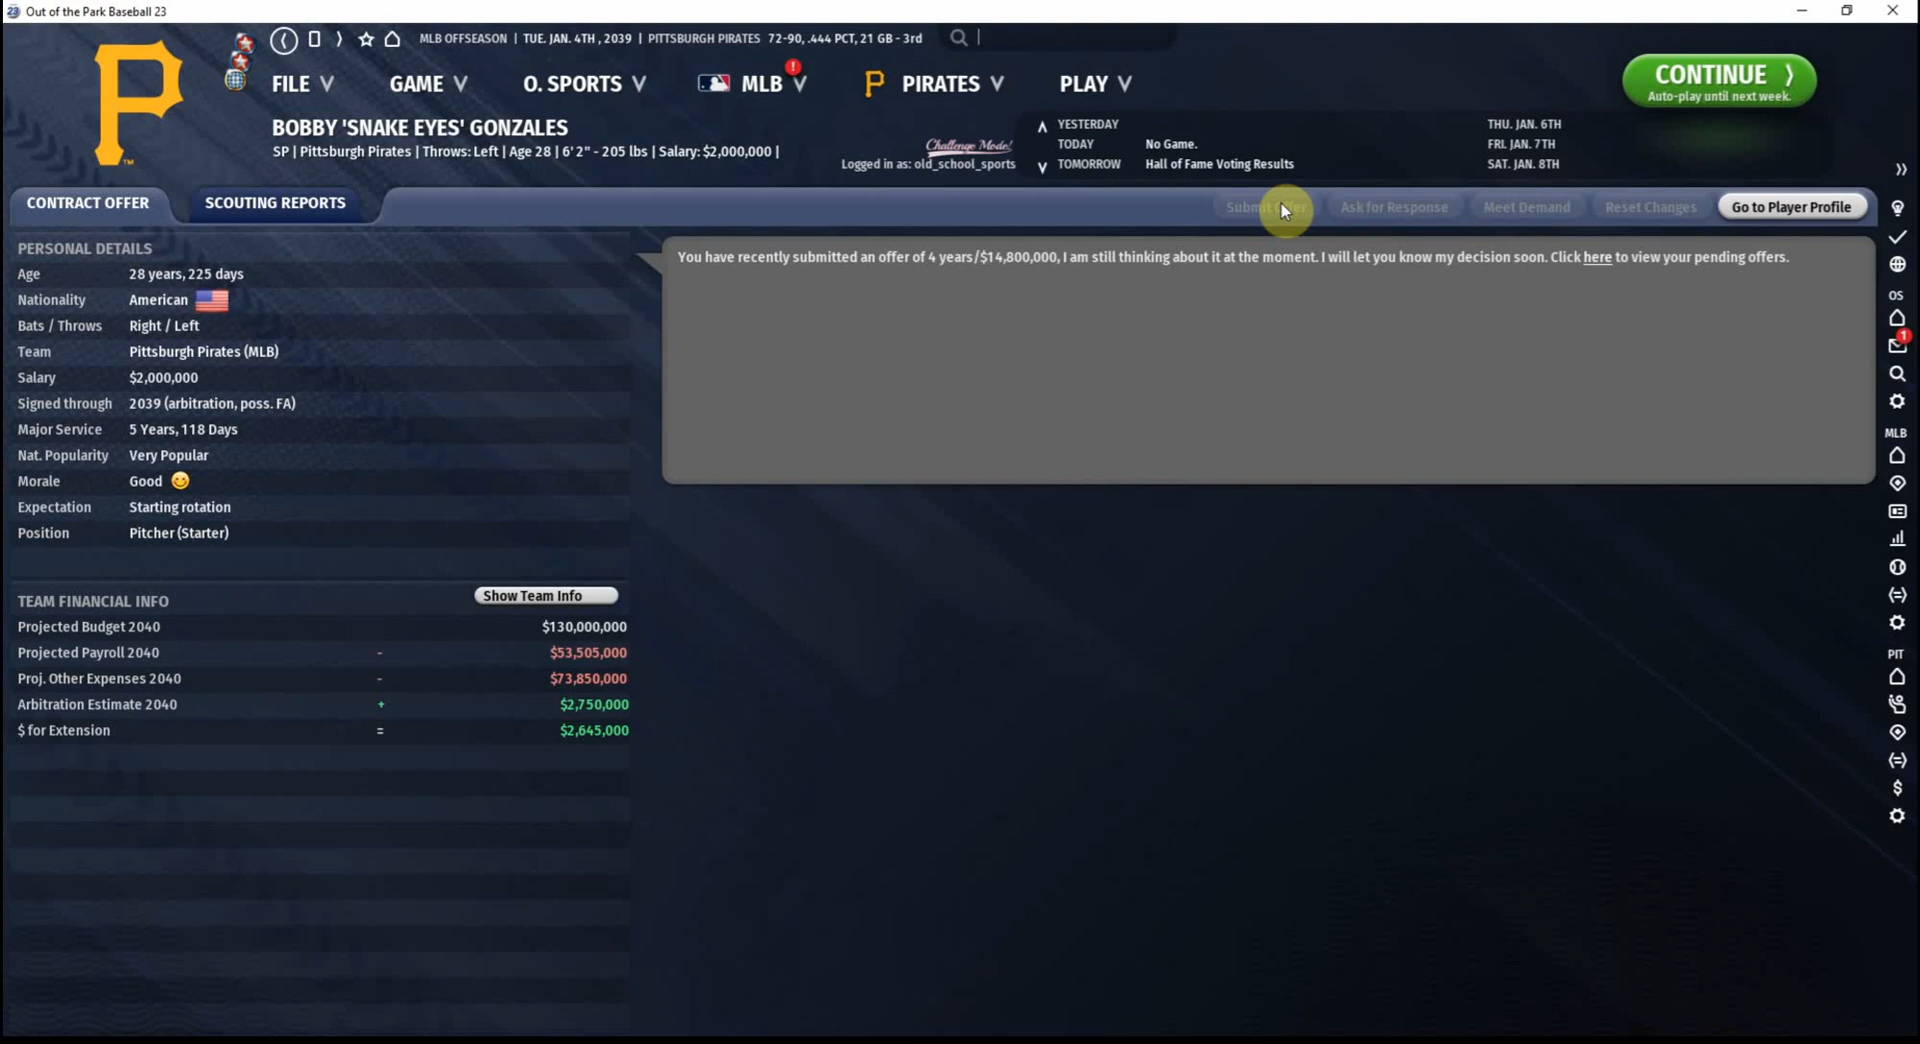 Out of the Park Baseball 23
MLB OFFSEASON | TUE. JAN. 4TH , 2039 | PITTSBURGH PIRATES 72-90, .444 PCT, 21 GB - 3rd
FILE
GAME
O. SPORTS
MLB
PIRATES
PLAY
CONTINUE
Auto-play until next week.
BOBBY 'SNAKE EYES' GONZALES
SP | Pittsburgh Pirates | Throws: Left | Age 28 | 6' 2" - 205 lbs | Salary: $2,000,000 |
Challenge Mode!
Logged in as: old_school_sports
YESTERDAY
TODAY No Game.
TOMORROW Hall of Fame Voting Results
THU. JAN. 6TH
FRI. JAN. 7TH
SAT. JAN. 8TH
CONTRACT OFFER
SCOUTING REPORTS
Submit Offer
Ask for Response
Meet Demand
Reset Changes
Go to Player Profile
PERSONAL DETAILS
Age 28 years, 225 days
Nationality American
Bats / Throws Right / Left
Team Pittsburgh Pirates (MLB)
Salary $2,000,000
Signed through 2039 (arbitration, poss. FA)
Major Service 5 Years, 118 Days
Nat. Popularity Very Popular
Morale Good
Expectation Starting rotation
Position Pitcher (Starter)
You have recently submitted an offer of 4 years/$14,800,000, I am still thinking about it at the moment. I will let you know my decision soon. Click here to view your pending offers.
TEAM FINANCIAL INFO
Show Team Info
Projected Budget 2040 $130,000,000
Projected Payroll 2040 - $53,505,000
Proj. Other Expenses 2040 - $73,850,000
Arbitration Estimate 2040 + $2,750,000
$ for Extension = $2,645,000
OS
1
MLB
PIT